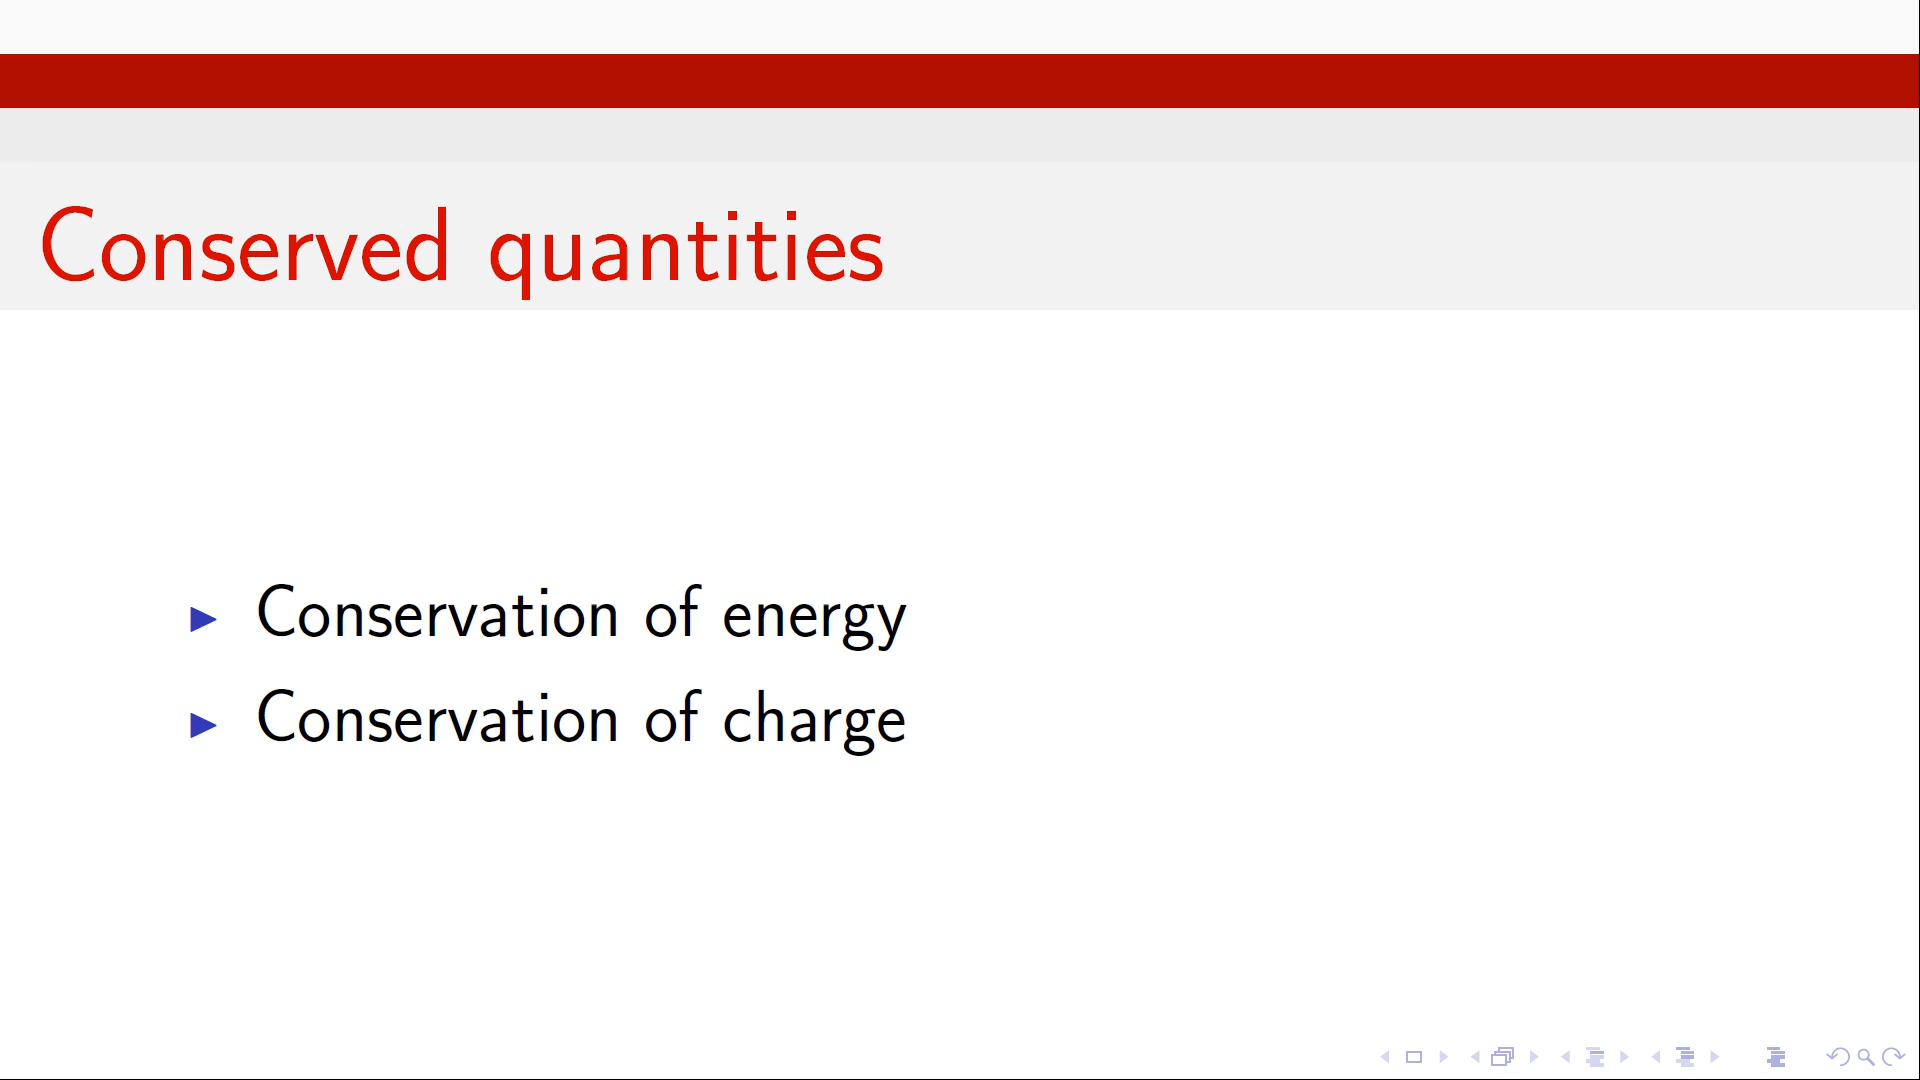 Conserved quantities
Conservation of energy
Conservation of charge